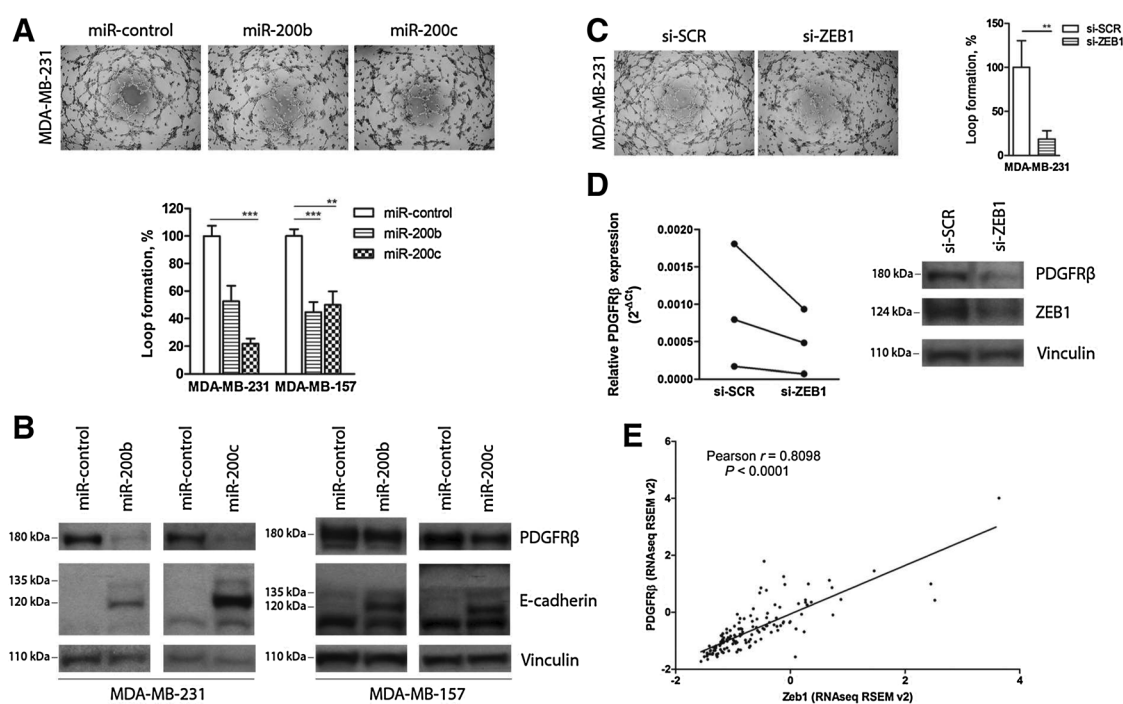 A
miR-control
miR-200b
miR-200c
MDA-MB-231
Loop formation, %
120
100
80
60
40
20
0
***
***
**
miR-control
miR-200b
miR-200c
MDA-MB-231
MDA-MB-157
B
miR-control
miR-200b
miR-control
miR-200c
miR-control
miR-200b
miR-control
miR-200c
180 kDa
180 kDa
PDGFRβ
135 kDa
120 kDa
135 kDa
120 kDa
E-cadherin
110 kDa
110 kDa
Vinculin
MDA-MB-231
MDA-MB-157
C
si-SCR
si-ZEB1
MDA-MB-231
Loop formation, %
150
100
50
0
**
si-SCR
si-ZEB1
MDA-MB-231
D
Relative PDGFRβ expression
(2-ΔCt)
0.0020
0.0015
0.0010
0.0005
0.0000
si-SCR
si-ZEB1
si-SCR
si-ZEB1
180 kDa
PDGFRβ
124 kDa
ZEB1
110 kDa
Vinculin
E
Pearson r = 0.8098
P < 0.0001
PDGFRβ (RNAseq RSEM v2)
6
4
2
0
-2
-2
0
2
4
Zeb1 (RNAseq RSEM v2)